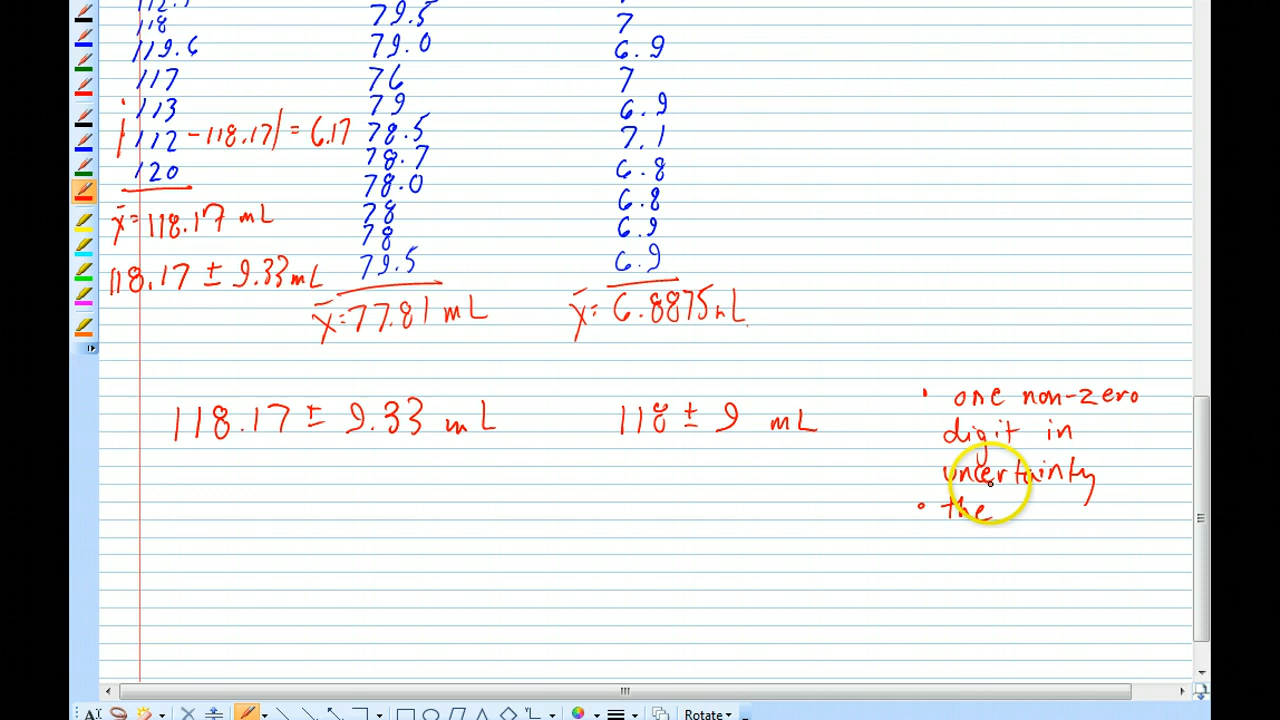 79.5
7
118
119.6
79.0
6.9
117
76
7
113
79
6.9
|112 - 118.17| = 6.17
78.5
7.1
78.7
120
78.0
6.8
78
6.8
x̄ = 118.17 mL
78
6.9
118.17 ± 9.33 mL
79.5
6.9
x̄ = 77.81 mL
x̄ = 6.8875 mL
118.17 ± 9.33 mL
118 ± 9 mL
• one non-zero
digit in
uncertainty
• the
Rotate